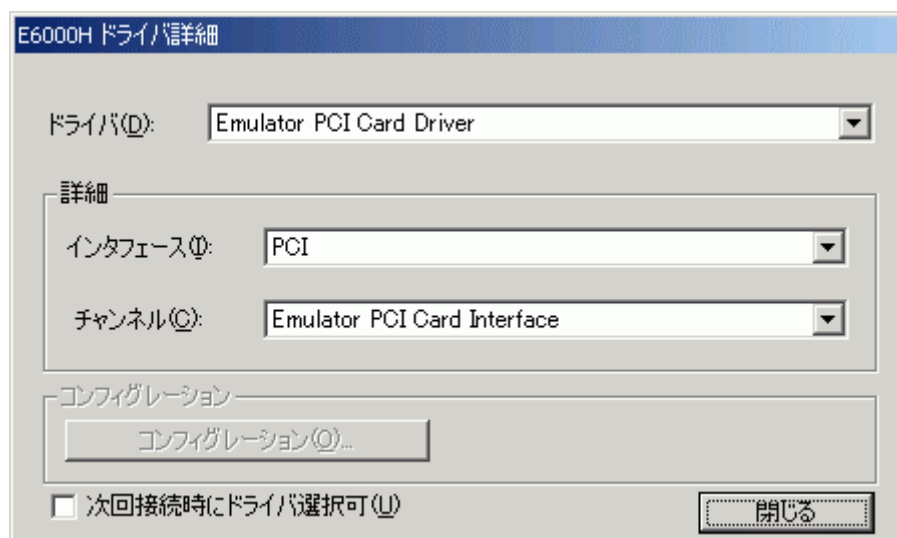 E6000H ドライバ詳細
ドライバ(D): Emulator PCI Card Driver
詳細
インタフェース(I): PCI
チャンネル(C): Emulator PCI Card Interface
コンフィグレーション
コンフィグレーション(O)...
次回接続時にドライバ選択可(U)
閉じる